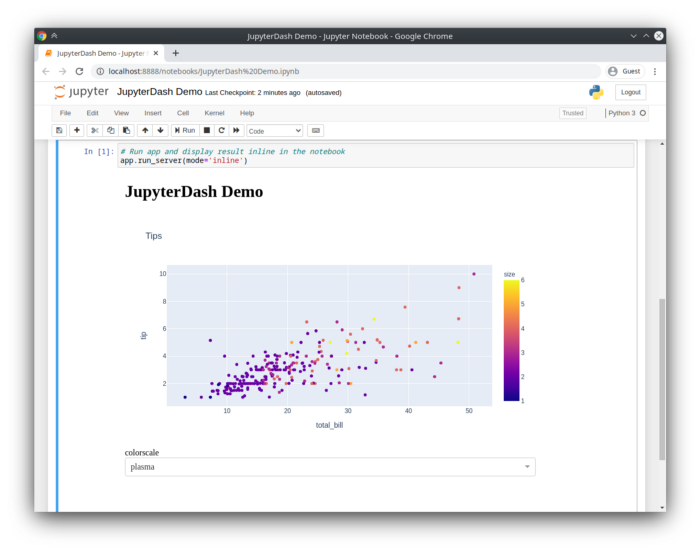 JupyterDash Demo - Jupyter Notebook - Google Chrome
JupyterDash Demo - Jupyter
localhost:8888/notebooks/JupyterDash%20Demo.ipynb
Guest
jupyter JupyterDash Demo Last Checkpoint: 2 minutes ago (autosaved)
Logout
File Edit View Insert Cell Kernel Help
Trusted
Python 3
Run
Code
In [1]: # Run app and display result inline in the notebook
app.run_server(mode='inline')
JupyterDash Demo
Tips
10
8
6
4
2
tip
10 20 30 40 50
total_bill
size
6
5
4
3
2
1
colorscale
plasma